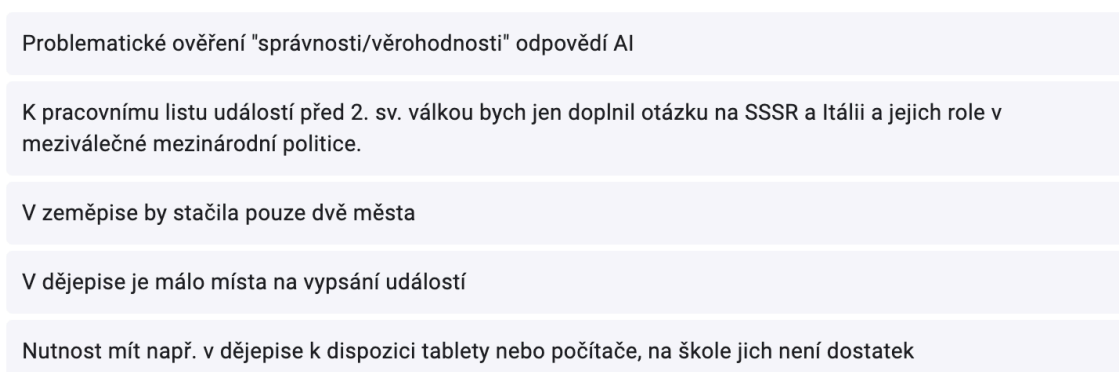 Problematické ověření "správnosti/věrohodnosti" odpovědí AI
K pracovnímu listu událostí před 2. sv. válkou bych jen doplnil otázku na SSSR a Itálii a jejich role v
meziválečné mezinárodní politice.
V zeměpise by stačila pouze dvě města
V dějepise je málo místa na vypsání událostí
Nutnost mít např. v dějepise k dispozici tablety nebo počítače, na škole jich není dostatek